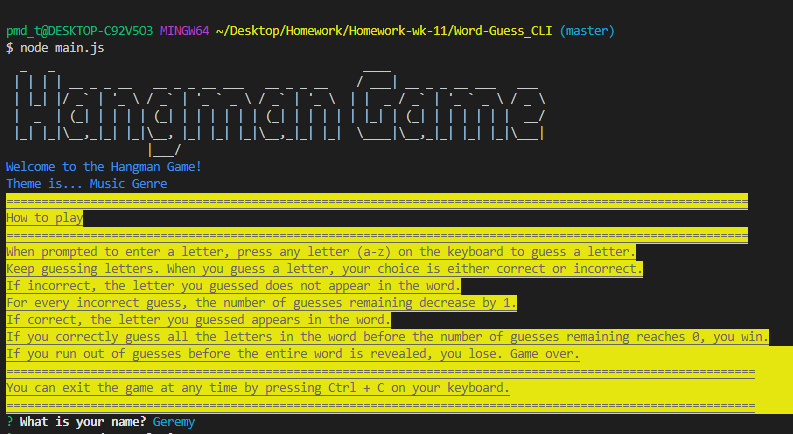 pmd_t@DESKTOP-C92V5O3 MINGW64 ~/Desktop/Homework/Homework-wk-11/Word-Guess_CLI (master)
$ node main.js
Hangman Game
Welcome to the Hangman Game!
Theme is... Music Genre
==========================================================================================================
How to play
==========================================================================================================
When prompted to enter a letter, press any letter (a-z) on the keyboard to guess a letter.
Keep guessing letters. When you guess a letter, your choice is either correct or incorrect.
If incorrect, the letter you guessed does not appear in the word.
For every incorrect guess, the number of guesses remaining decrease by 1.
If correct, the letter you guessed appears in the word.
If you correctly guess all the letters in the word before the number of guesses remaining reaches 0, you win.
If you run out of guesses before the entire word is revealed, you lose. Game over.
===========================================================================================================
You can exit the game at any time by pressing Ctrl + C on your keyboard.
===========================================================================================================
? What is your name? Geremy